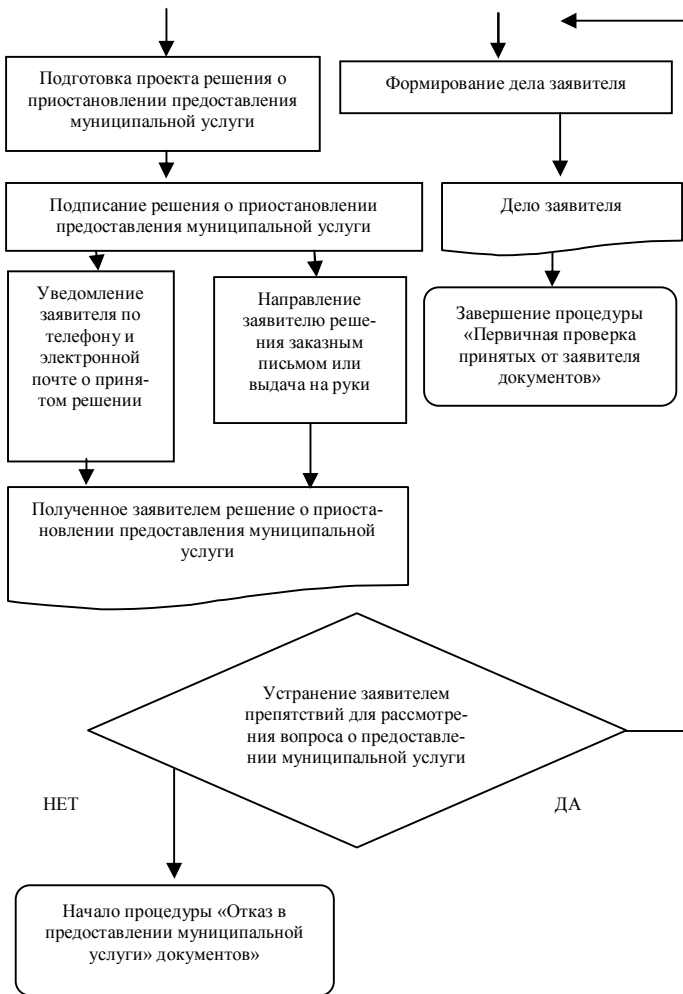 Подготовка проекта решения о
приостановлении предоставления
муниципальной услуги
Формирование дела заявителя
Подписание решения о приостановлении
предоставления муниципальной услуги
Дело заявителя
Уведомление
заявителя по
телефону и
электронной
почте о приня-
том решении
Направление
заявителю реше-
ния заказным
письмом или
выдача на руки
Завершение процедуры
«Первичная проверка
принятых от заявителя
документов»
Полученное заявителем решение о приоста-
новлении предоставления муниципальной
услуги
Устранение заявителем
препятствий для рассмотре-
ния вопроса о предоставле-
нии муниципальной услуги
НЕТ
ДА
Начало процедуры «Отказ в
предоставлении муниципальной
услуги» документов»